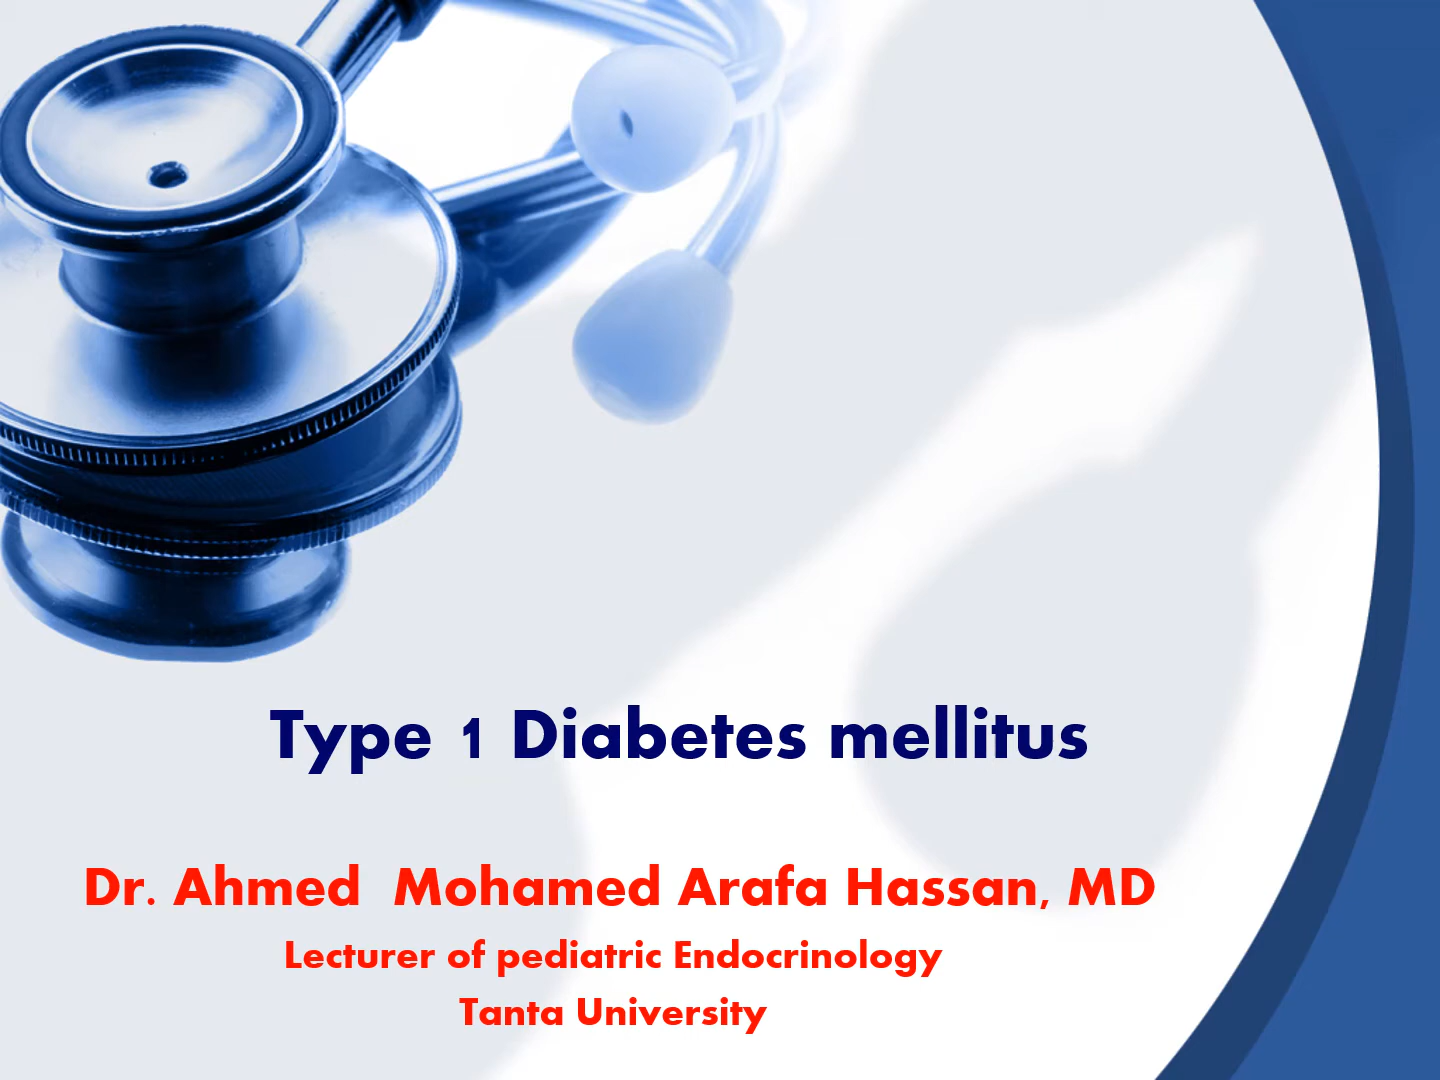 Type 1 Diabetes mellitus
Dr. Ahmed Mohamed Arafa Hassan, MD
Lecturer of pediatric Endocrinology
Tanta University